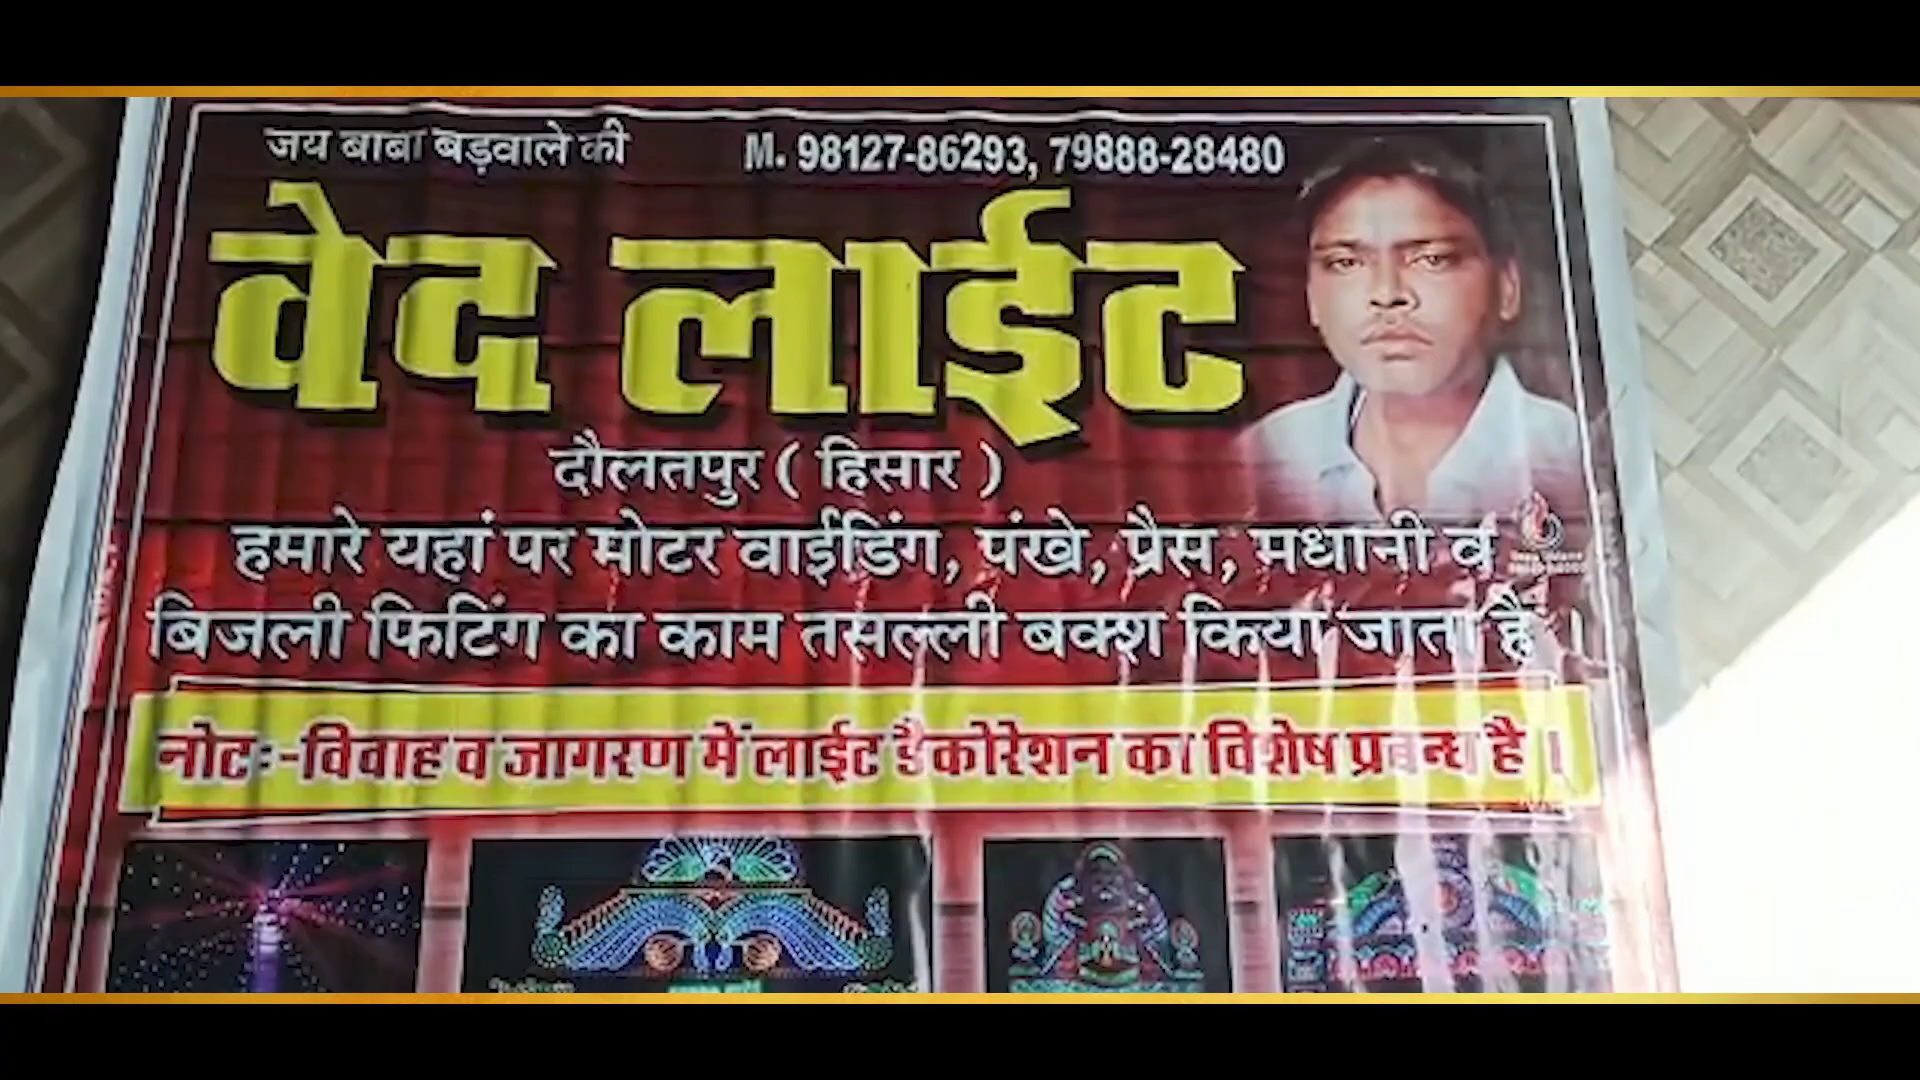 जय बाबा बड़वाले की
M. 98127-86293, 79888-28480
वेद लाईट
दौलतपुर ( हिसार )
हमारे यहां पर मोटर वाईंडिंग, पंखे, प्रैस, मधानी व
बिजली फिटिंग का काम तसल्ली बक्श किया जाता है ।
नोटः-विवाह व जागरण में लाईट डैकोरेशन का विशेष प्रबन्ध है ।